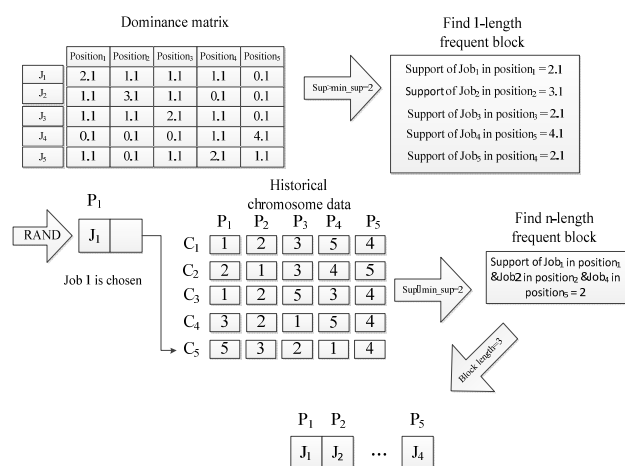 Dominance matrix
Find 1-length
frequent block
Position₁ Position₂ Position₃ Position₄ Position₅
J₁ 2.1 1.1 1.1 1.1 0.1
J₂ 1.1 3.1 1.1 0.1 0.1
J₃ 1.1 1.1 2.1 1.1 0.1
J₄ 0.1 0.1 0.1 1.1 4.1
J₅ 1.1 0.1 1.1 2.1 1.1
Sup>min_sup=2
Support of Job₁ in position₁ = 2.1
Support of Job₂ in position₂ = 3.1
Support of Job₃ in position₃ = 2.1
Support of Job₄ in position₅ = 4.1
Support of Job₅ in position₄ = 2.1
RAND
P₁
J₁
Job 1 is chosen
Historical
chromosome data
P₁ P₂ P₃ P₄ P₅
C₁ 1 2 3 5 4
C₂ 2 1 3 4 5
C₃ 1 2 5 3 4
C₄ 3 2 1 5 4
C₅ 5 3 2 1 4
Sup▯min_sup=2
Find n-length
frequent block
Support of Job₁ in position₁
&Job2 in position₂ &Job₄ in
position₅ = 2
Block length=3
P₁ P₂ P₅
J₁ J₂ ... J₄